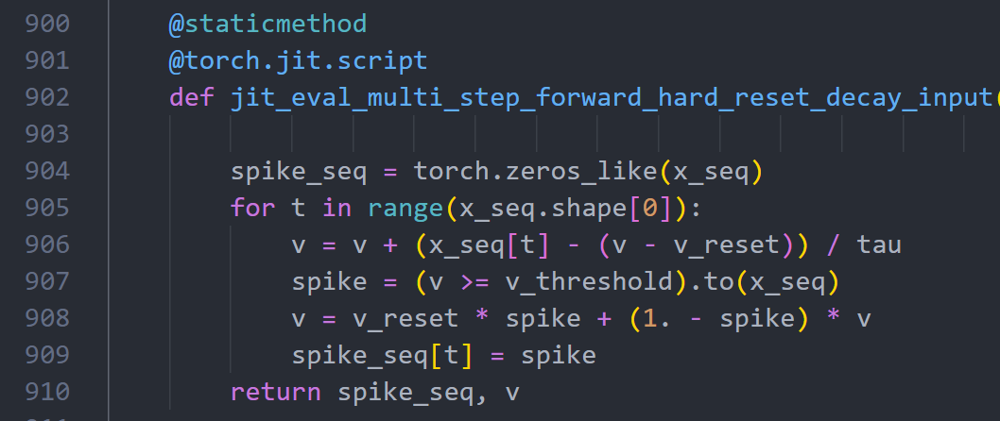 900 @staticmethod
901 @torch.jit.script
902 def jit_eval_multi_step_forward_hard_reset_decay_input(
903
904 spike_seq = torch.zeros_like(x_seq)
905 for t in range(x_seq.shape[0]):
906 v = v + (x_seq[t] - (v - v_reset)) / tau
907 spike = (v >= v_threshold).to(x_seq)
908 v = v_reset * spike + (1. - spike) * v
909 spike_seq[t] = spike
910 return spike_seq, v